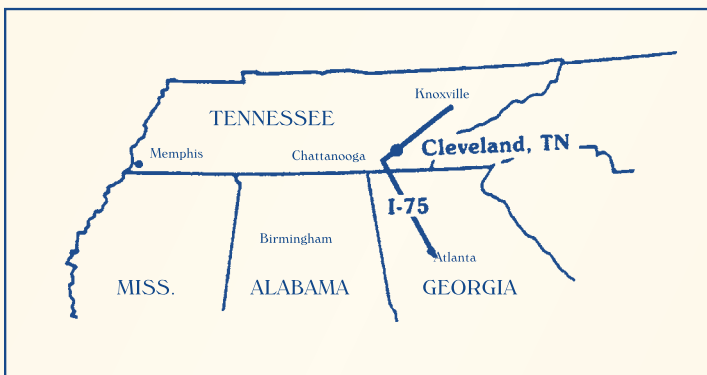 Knoxville
TENNESSEE
Cleveland, TN
Memphis
Chattanooga
I-75
Birmingham
Atlanta
MISS.
ALABAMA
GEORGIA